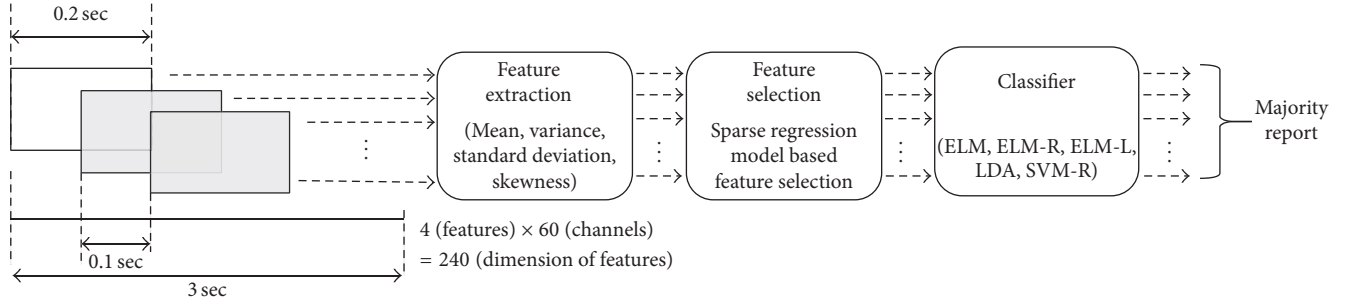 0.2 sec
0.1 sec
3 sec
Feature
extraction
(Mean, variance,
standard deviation,
skewness)
4 (features) × 60 (channels)
= 240 (dimension of features)
Feature
selection
Sparse regression
model based
feature selection
Classifier
(ELM, ELM-R, ELM-L,
LDA, SVM-R)
Majority
report